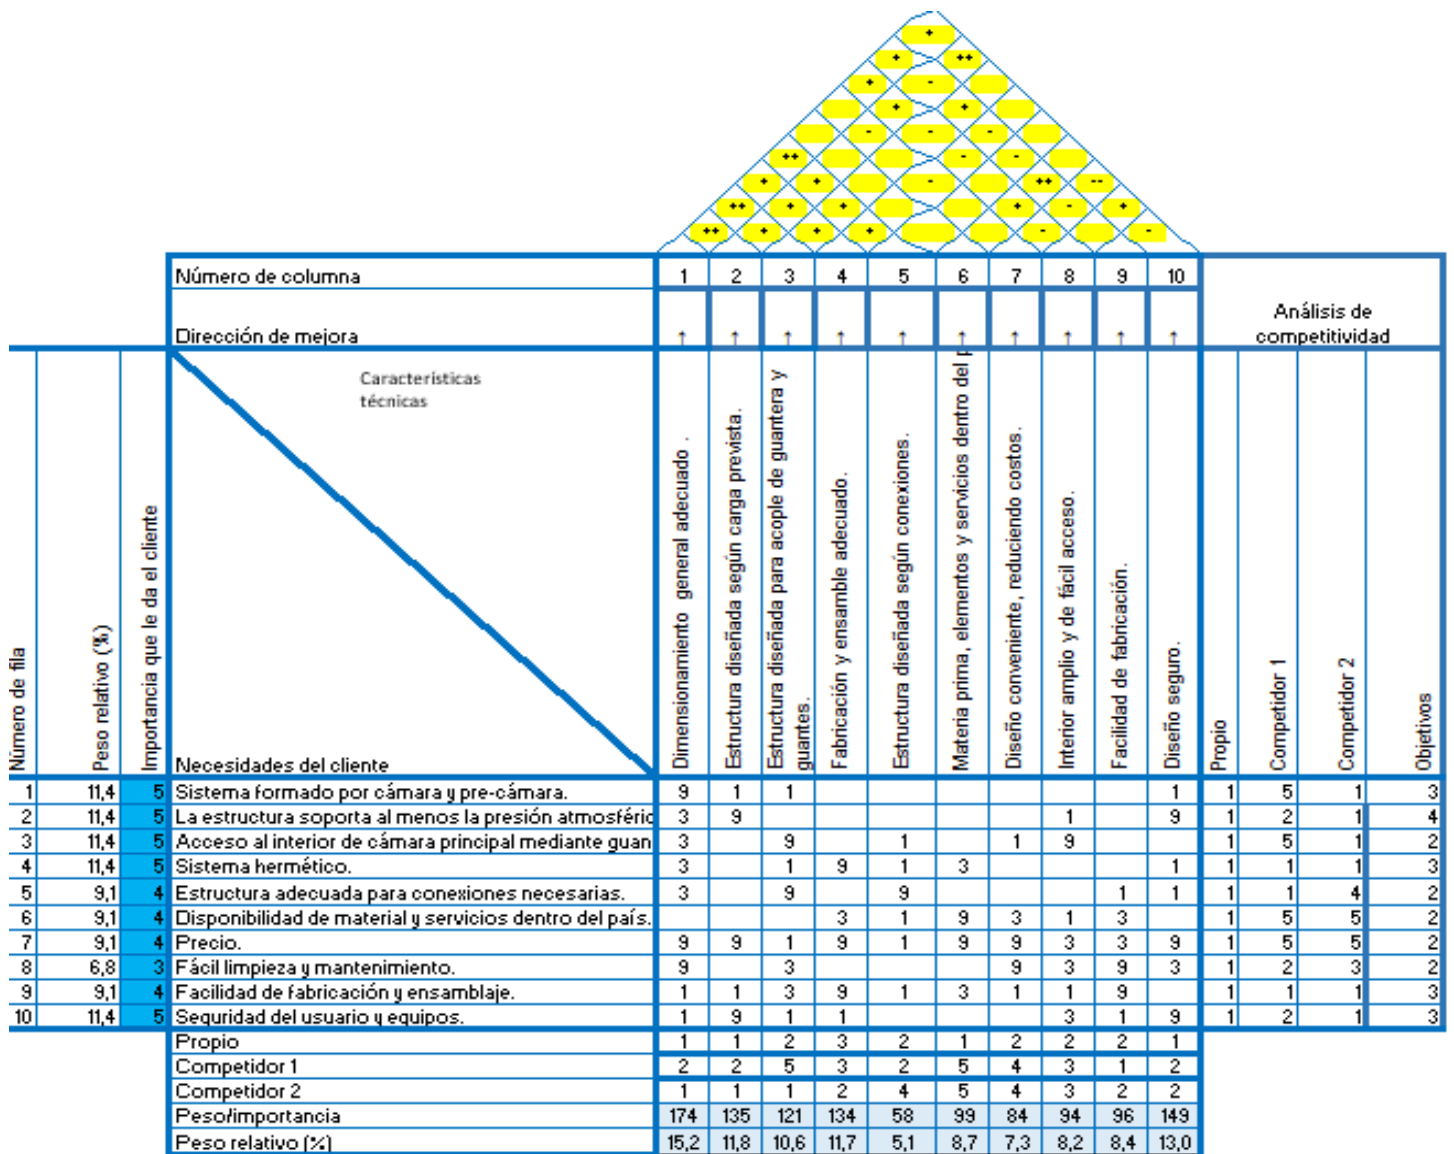 +
+ ++
+ -
+ +
- - -
++ - -
+ + - ++ --
++ + + + - +
++ + + + - -
Número de columna 1 2 3 4 5 6 7 8 9 10
Análisis de
competitividad
Dirección de mejora ↑ ↑ ↑ ↑ ↑ ↑ ↑ ↑ ↑ ↑
Características
técnicas
Número de fila
Peso relativo (%)
Importancia que le da el cliente
Necesidades del cliente
Dimensionamiento general adecuado .
Estructura diseñada según carga prevista.
Estructura diseñada para acople de guantera y
guantes.
Fabricación y ensamble adecuado.
Estructura diseñada según conexiones.
Materia prima, elementos y servicios dentro del p
Diseño conveniente, reduciendo costos.
Interior amplio y de fácil acceso.
Facilidad de fabricación.
Diseño seguro.
Propio
Competidor 1
Competidor 2
Objetivos
1 11,4 5 Sistema formado por cámara y pre-cámara. 9 1 1 1 1 5 1 3
2 11,4 5 La estructura soporta al menos la presión atmosféric 3 9 1 9 1 2 1 4
3 11,4 5 Acceso al interior de cámara principal mediante guan 3 9 1 1 9 1 5 1 2
4 11,4 5 Sistema hermético. 3 1 9 1 3 1 1 1 1 3
5 9,1 4 Estructura adecuada para conexiones necesarias. 3 9 9 1 1 1 1 4 2
6 9,1 4 Disponibilidad de material y servicios dentro del país. 3 1 9 3 1 3 1 5 5 2
7 9,1 4 Precio. 9 9 1 9 1 9 9 3 3 9 1 5 5 2
8 6,8 3 Fácil limpieza y mantenimiento. 9 3 9 3 9 3 1 2 3 2
9 9,1 4 Facilidad de fabricación y ensamblaje. 1 1 3 9 1 3 1 1 9 1 1 1 3
10 11,4 5 Seguridad del usuario y equipos. 1 9 1 1 3 1 9 1 2 1 3
Propio 1 1 2 3 2 1 2 2 2 1
Competidor 1 2 2 5 3 2 5 4 3 1 2
Competidor 2 1 1 1 2 4 5 4 3 2 2
Peso/importancia 174 135 121 134 58 99 84 94 96 149
Peso relativo (%) 15,2 11,8 10,6 11,7 5,1 8,7 7,3 8,2 8,4 13,0